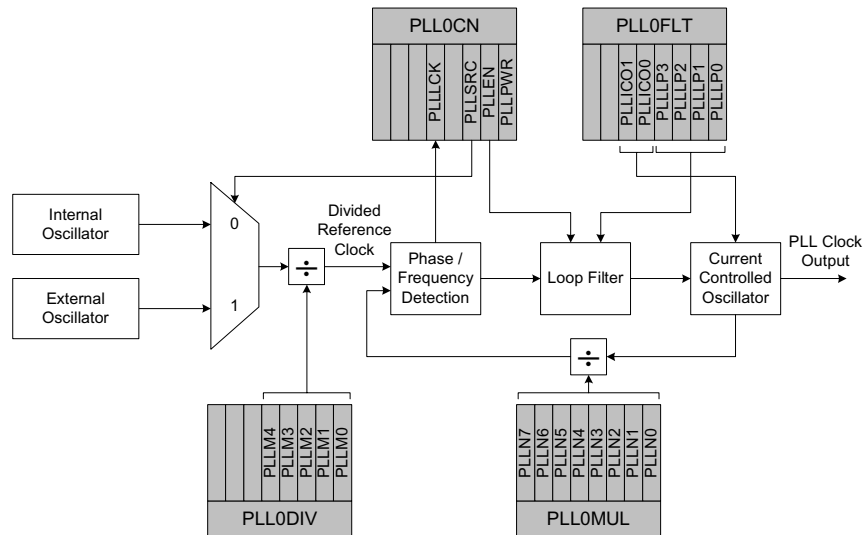 PLL0CN
PLLLCK
PLLSRC
PLLEN
PLLPWR
PLL0FLT
PLLICO1
PLLICO0
PLLLP3
PLLLP2
PLLLP1
PLLLP0
Internal
Oscillator
External
Oscillator
0
1
÷
Divided
Reference
Clock
Phase /
Frequency
Detection
Loop Filter
Current
Controlled
Oscillator
PLL Clock
Output
÷
PLLM4
PLLM3
PLLM2
PLLM1
PLLM0
PLL0DIV
PLLN7
PLLN6
PLLN5
PLLN4
PLLN3
PLLN2
PLLN1
PLLN0
PLL0MUL